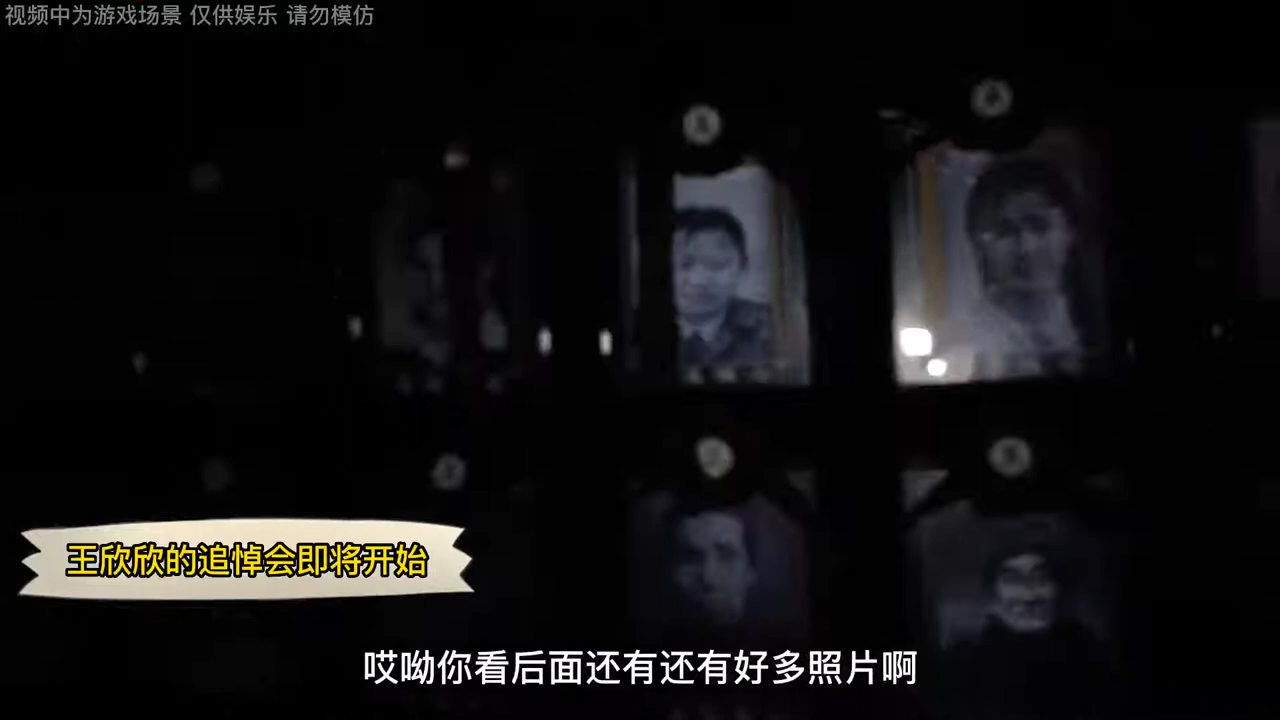 视频中为游戏场景 仅供娱乐 请勿模仿
王欣欣的追悼会即将开始
哎呦你看后面还有还有好多照片啊